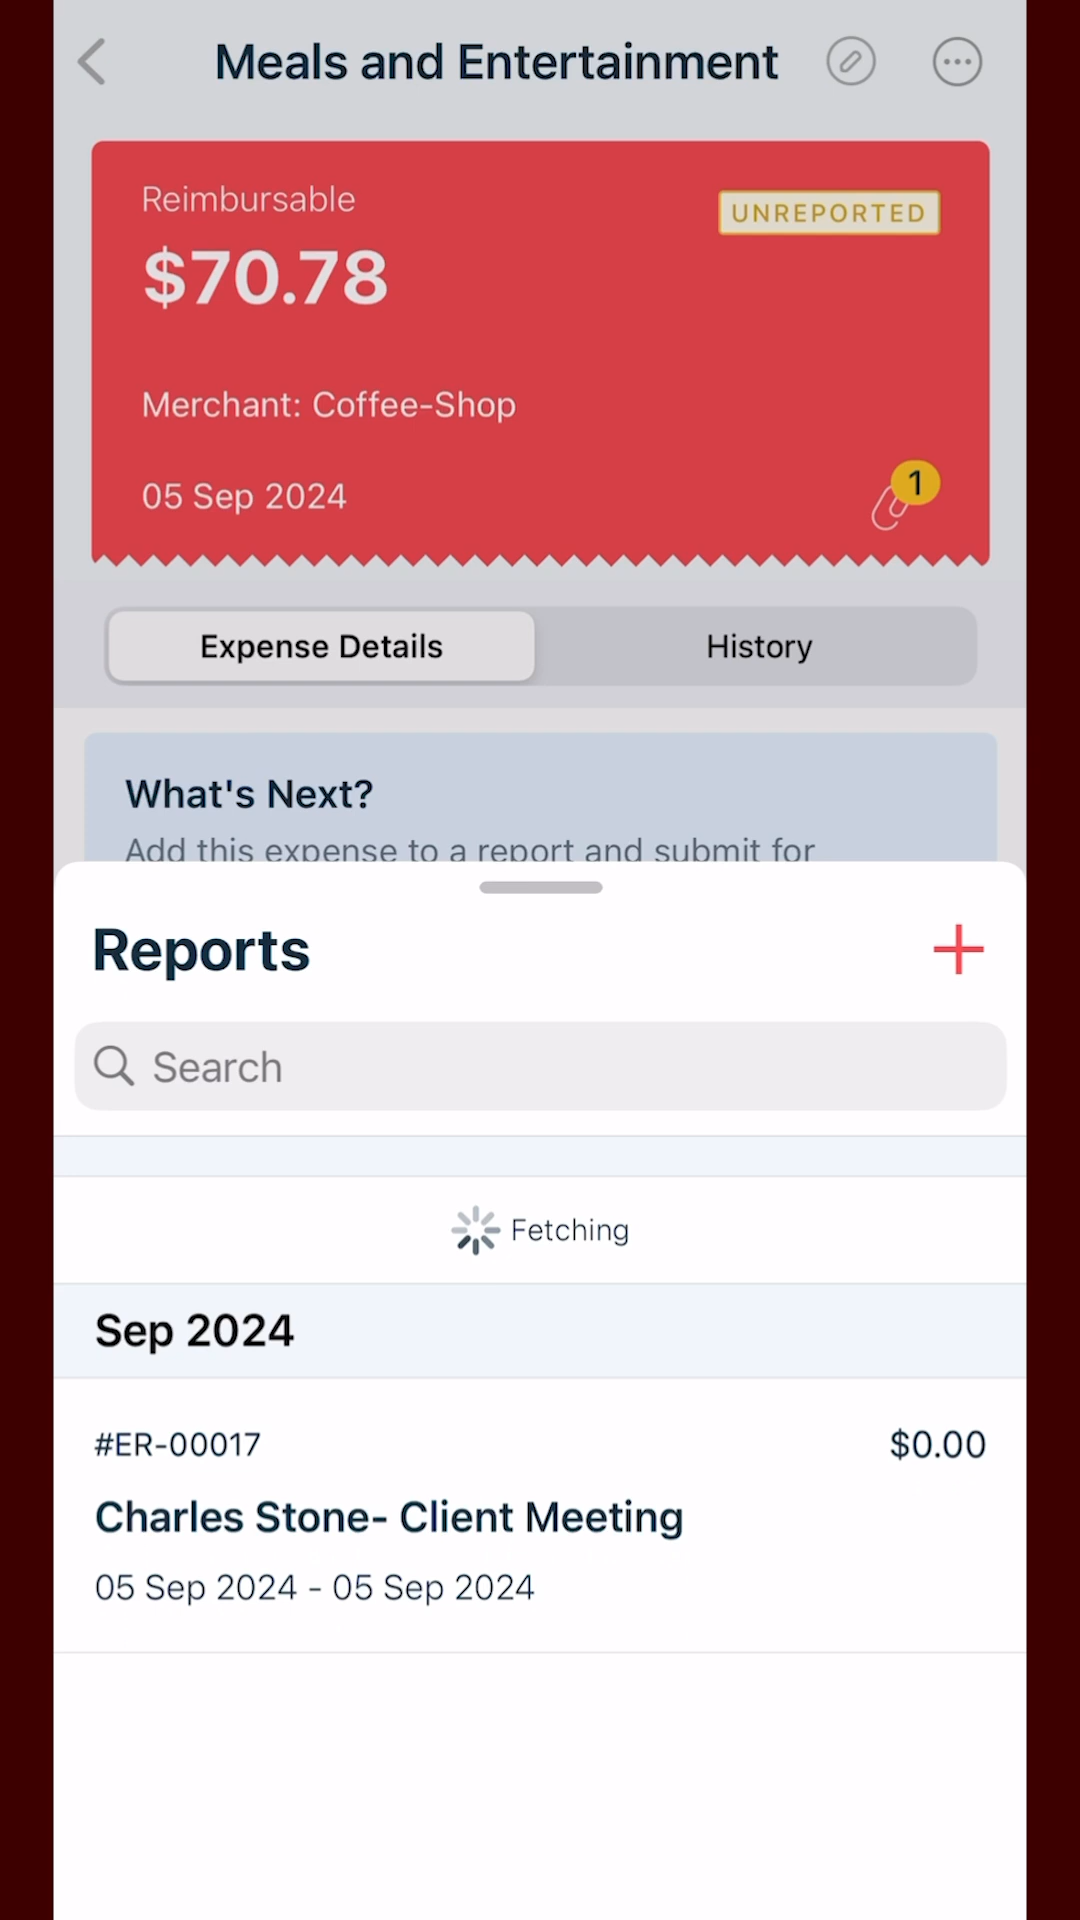 Meals and Entertainment
Reimbursable
UNREPORTED
$70.78
Merchant: Coffee-Shop
05 Sep 2024
1
Expense Details
History
What's Next?
Add this expense to a report and submit for
Reports
Search
Fetching
Sep 2024
#ER-00017
$0.00
Charles Stone- Client Meeting
05 Sep 2024 - 05 Sep 2024